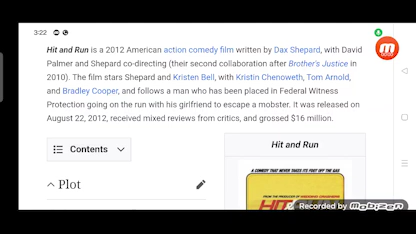 3:22
Hit and Run is a 2012 American action comedy film written by Dax Shepard, with David
Palmer and Shepard co-directing (their second collaboration after Brother's Justice in
2010). The film stars Shepard and Kristen Bell, with Kristin Chenoweth, Tom Arnold,
and Bradley Cooper, and follows a man who has been placed in Federal Witness
Protection going on the run with his girlfriend to escape a mobster. It was released on
August 22, 2012, received mixed reviews from critics, and grossed $16 million.
Contents
Hit and Run
Plot
A COMEDY THAT NEVER TAKES ITS FOOT OFF THE GAS
HIT
Recorded by Mobizen